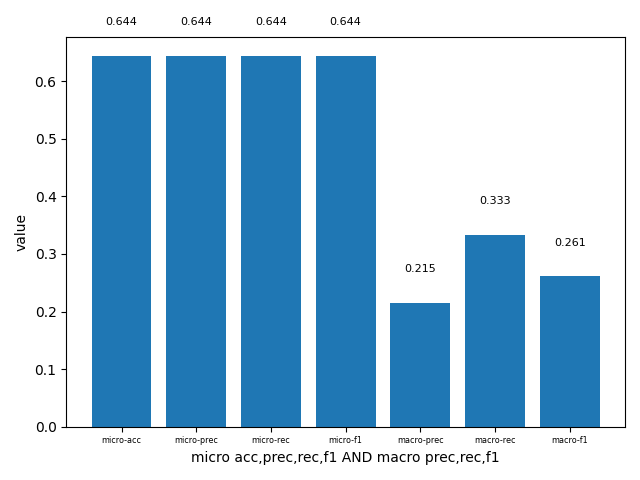 0.644 0.644 0.644 0.644
0.6
0.5
0.4
0.333
0.3
0.261
0.215
0.2
0.1
0.0
value
micro-acc micro-prec micro-rec micro-f1 macro-prec macro-rec macro-f1
micro acc,prec,rec,f1 AND macro prec,rec,f1